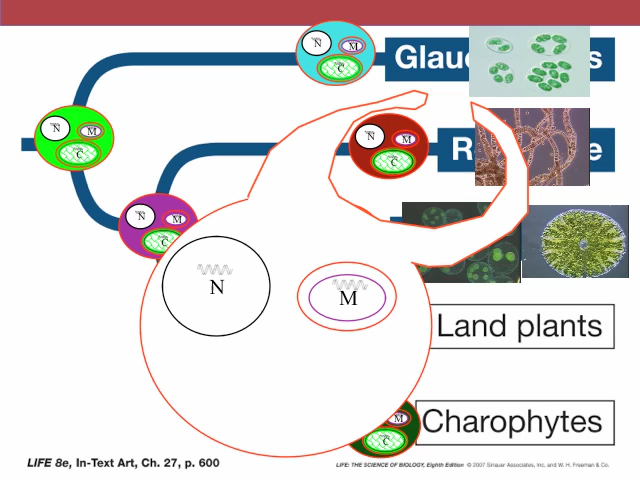 N
M
C
Glau s
N
M
C
R e
N
M
C
N
M
C
N
M
Land plants
M
C
Charophytes
LIFE 8e, In-Text Art, Ch. 27, p. 600
LIFE: THE SCIENCE OF BIOLOGY, Eighth Edition © 2007 Sinauer Associates, Inc. and W. H. Freeman & Co.